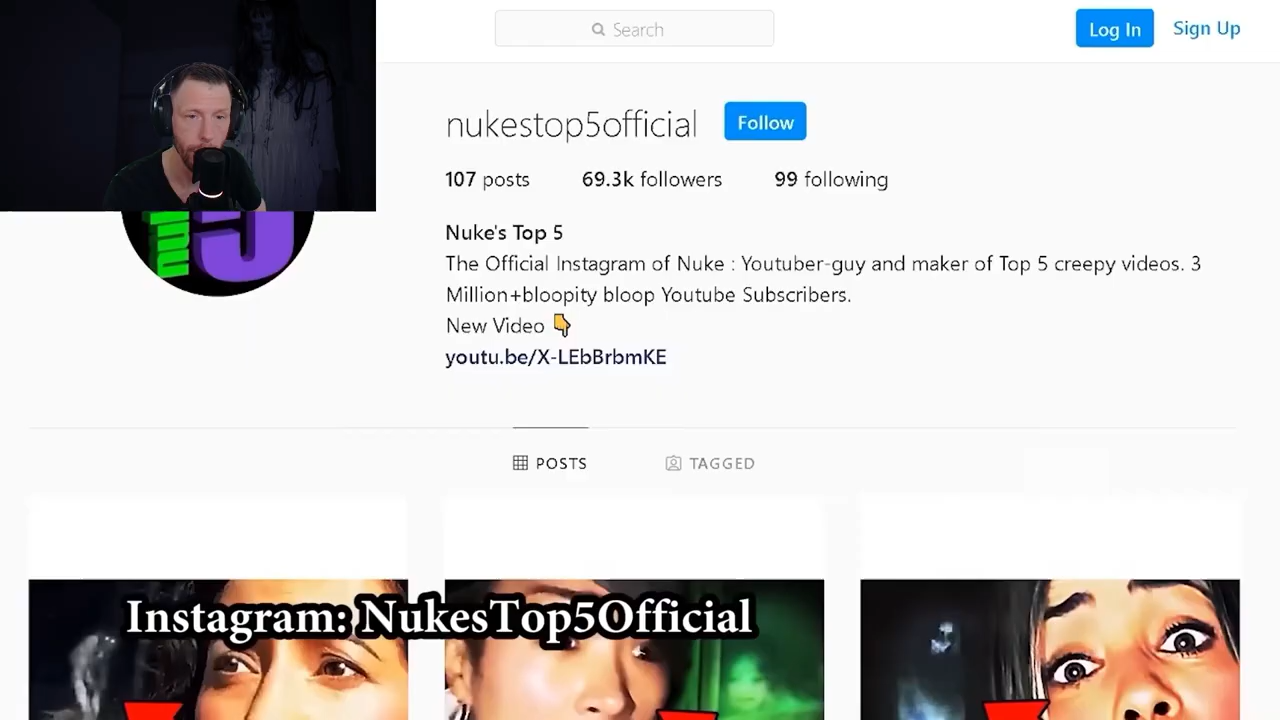 Search
Log In
Sign Up
nukestop5official
Follow
107 posts
69.3k followers
99 following
Nuke's Top 5
The Official Instagram of Nuke : Youtuber-guy and maker of Top 5 creepy videos. 3
Million+bloopity bloop Youtube Subscribers.
New Video 👇
youtu.be/X-LEbBrbmKE
POSTS
TAGGED
Instagram: NukesTop5Official